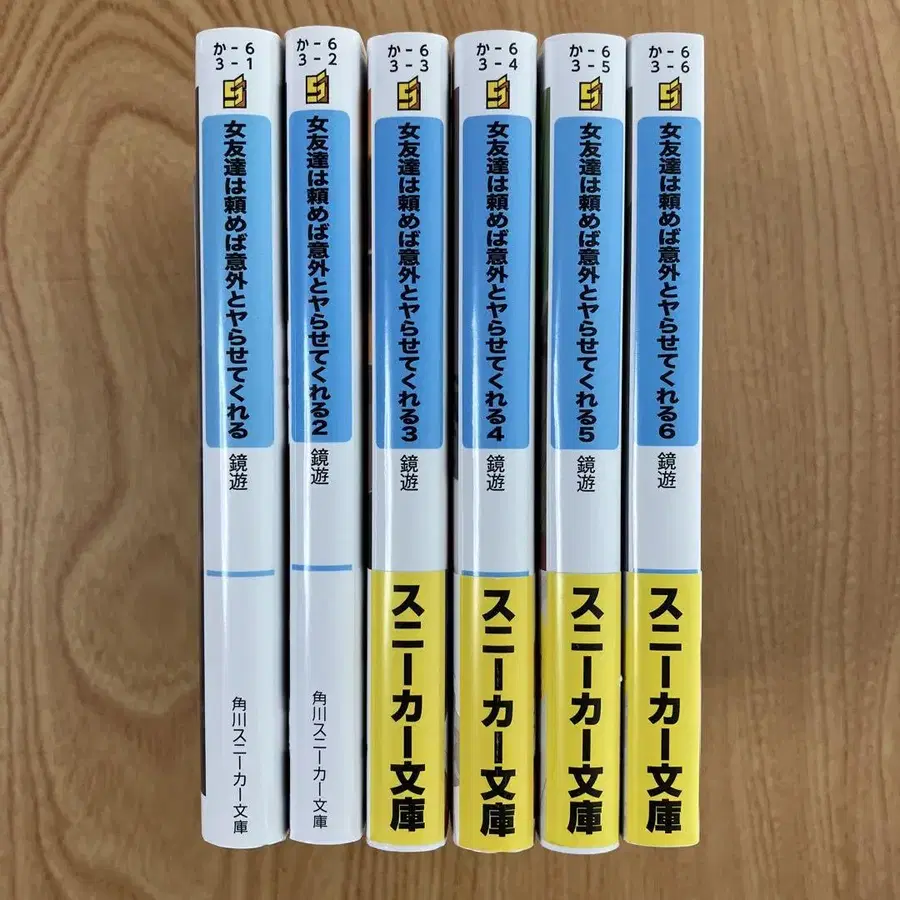 か-6
3-1
女友達は頼めば意外とヤらせてくれる
鏡遊
角川スニーカー文庫
か-6
3-2
女友達は頼めば意外とヤらせてくれる2
鏡遊
角川スニーカー文庫
か-6
3-3
女友達は頼めば意外とヤらせてくれる3
鏡遊
スニーカー文庫
か-6
3-4
女友達は頼めば意外とヤらせてくれる4
鏡遊
スニーカー文庫
か-6
3-5
女友達は頼めば意外とヤらせてくれる5
鏡遊
スニーカー文庫
か-6
3-6
女友達は頼めば意外とヤらせてくれる6
鏡遊
スニーカー文庫